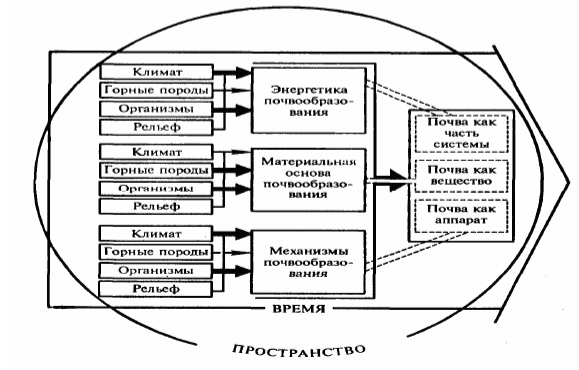 Климат
Горные породы
Организмы
Рельеф
Энергетика
почвообразо-
вания
Климат
Горные породы
Организмы
Рельеф
Материальная
основа
почвообразо-
вания
Климат
Горные породы
Организмы
Рельеф
Механизмы
почвообразо-
вания
Почва как
часть
системы
Почва как
вещество
Почва как
аппарат
ВРЕМЯ
ПРОСТРАНСТВО